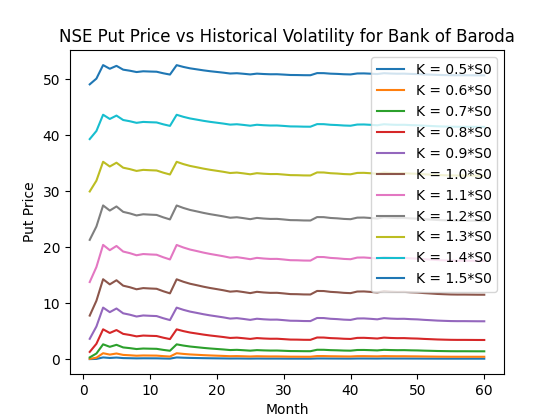 NSE Put Price vs Historical Volatility for Bank of Baroda
Put Price
50
40
30
20
10
0
K = 0.5*S0
K = 0.6*S0
K = 0.7*S0
K = 0.8*S0
K = 0.9*S0
K = 1.0*S0
K = 1.1*S0
K = 1.2*S0
K = 1.3*S0
K = 1.4*S0
K = 1.5*S0
0 10 20 30 40 50 60
Month